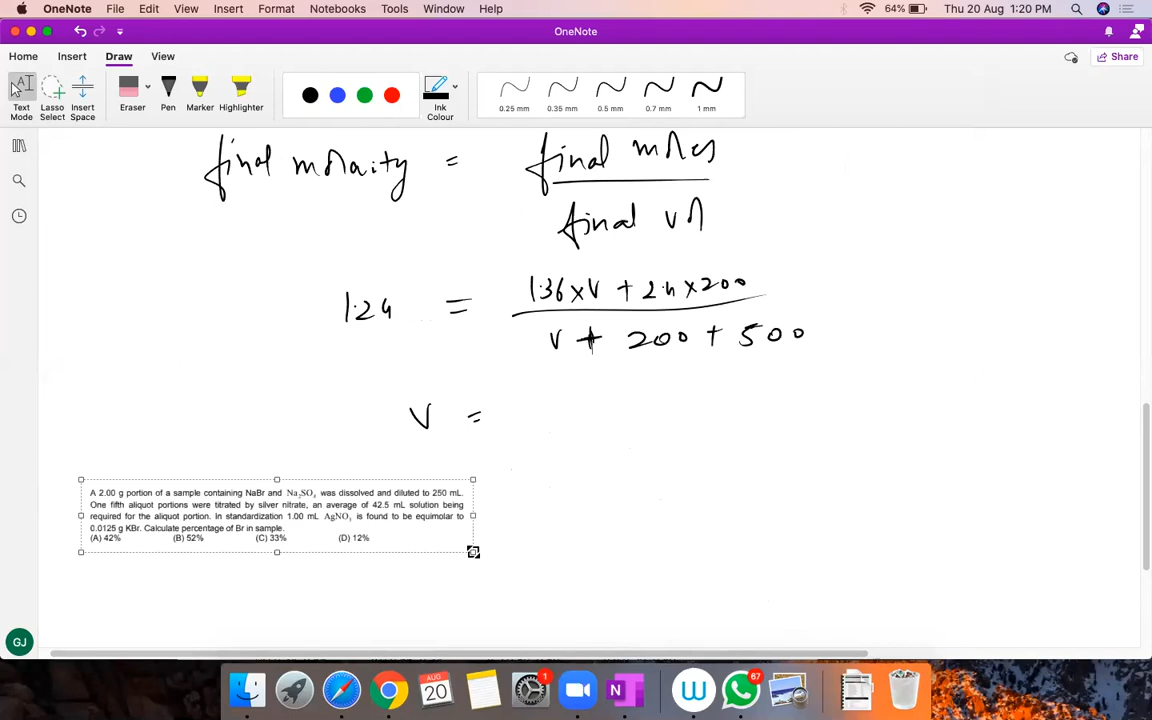 OneNote File Edit View Insert Format Notebooks Tools Window Help 64% Thu 20 Aug 1:20 PM
OneNote
Home Insert Draw View Share
Text Mode Lasso Select Insert Space Eraser Pen Marker Highlighter Ink Colour 0.25 mm 0.35 mm 0.5 mm 0.7 mm 1 mm
final molarity = final moles
final vol
1.24 = 1.36×V + 2.4×200
V + 200 + 500
V =
A 2.00 g portion of a sample containing NaBr and Na₂SO₄ was dissolved and diluted to 250 mL.
One fifth aliquot portions were titrated by silver nitrate, an average of 42.5 mL solution being
required for the aliquot portion. In standardization 1.00 mL AgNO₃ is found to be equimolar to
0.0125 g KBr. Calculate percentage of Br in sample.
(A) 42% (B) 52% (C) 33% (D) 12%
GJ
AUG
20
1
67
N
W